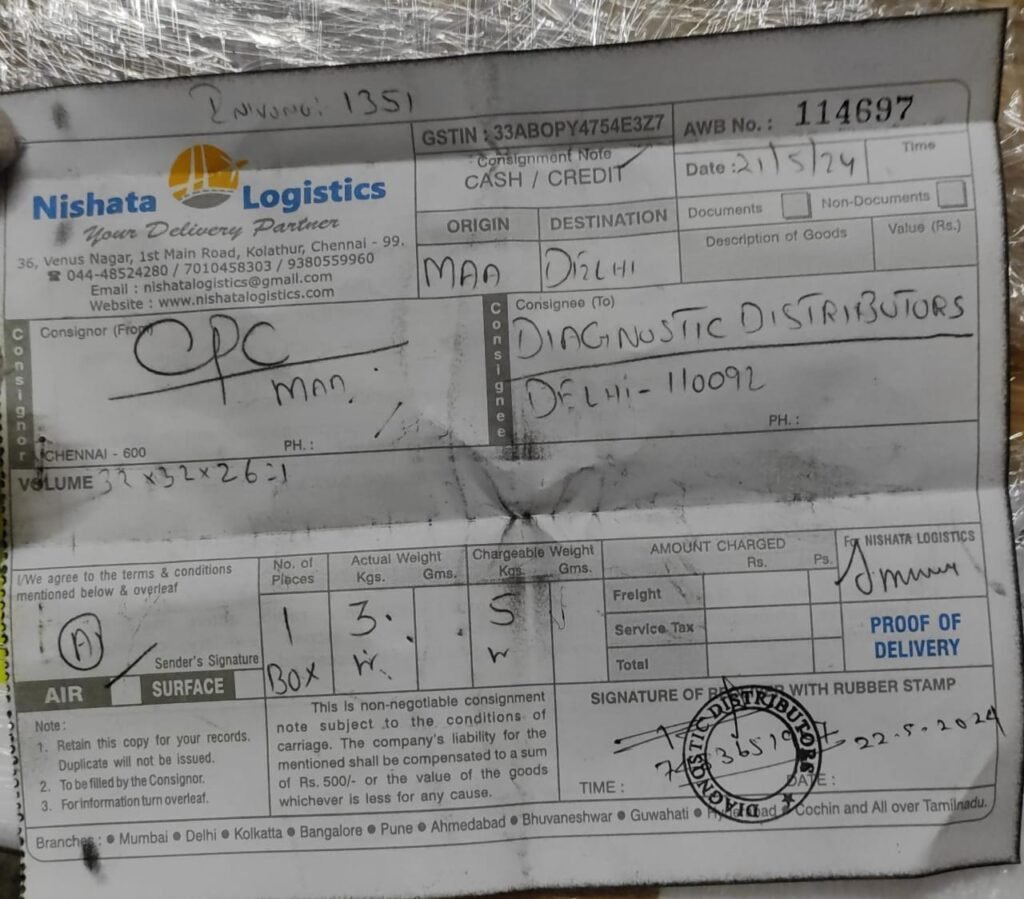 Invono: 1351
Nishata Logistics
Your Delivery Partner
36, Venus Nagar, 1st Main Road, Kolathur, Chennai - 99.
☎ 044-48524280 / 7010458303 / 9380559960
Email : nishatalogistics@gmail.com
Website : www.nishatalogistics.com
GSTIN : 33ABOPY4754E3Z7
Consignment Note
CASH / CREDIT
ORIGIN DESTINATION
MAA DELHI
AWB No. : 114697
Date : 21/5/24 Time
Documents Non-Documents
Description of Goods Value (Rs.)
Consignor
Consignor (From)
CPC
MAA
CHENNAI - 600 PH. :
Consignee
Consignee (To)
DIAGNOSTIC DISTRIBUTORS
DELHI - 110092
PH. :
VOLUME 32 x 32 x 26 = 1
I/We agree to the terms & conditions
mentioned below & overleaf
A
Sender's Signature
AIR SURFACE
No. of Pieces
1
BOX
Actual Weight
Kgs. Gms.
3.
Chargeable Weight
Kgs. Gms.
5
AMOUNT CHARGED
Rs. Ps.
Freight
Service Tax
Total
For NISHATA LOGISTICS
PROOF OF
DELIVERY
Note :
1. Retain this copy for your records.
Duplicate will not be issued.
2. To be filled by the Consignor.
3. For information turn overleaf.
This is non-negotiable consignment
note subject to the conditions of
carriage. The company's liability for the
mentioned shall be compensated to a sum
of Rs. 500/- or the value of the goods
whichever is less for any cause.
SIGNATURE OF WITH RUBBER STAMP
DIAGNOSTIC DISTRIBUTORS
22.5.2024
TIME : DATE :
Branches : ● Mumbai ● Delhi ● Kolkatta ● Bangalore ● Pune ● Ahmedabad ● Bhuvaneshwar ● Guwahati ● Hyderabad ● Cochin and All over Tamilnadu.